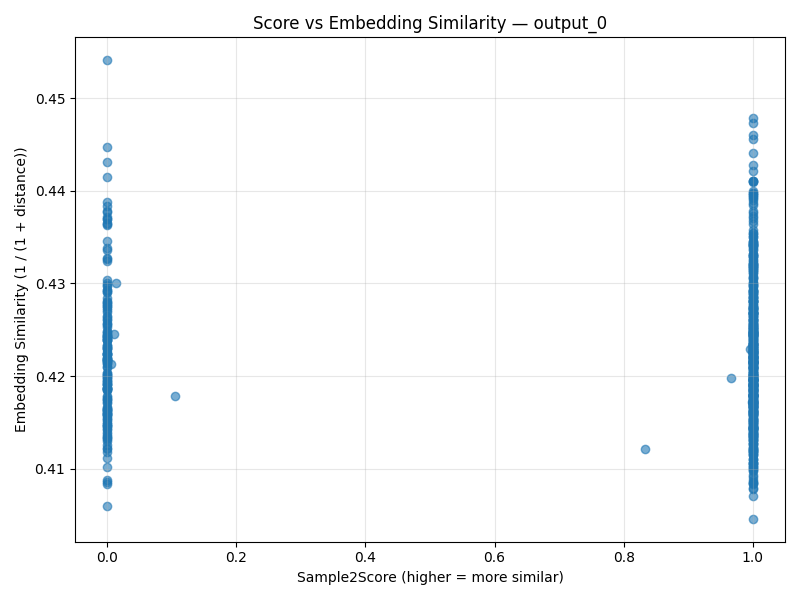 Score vs Embedding Similarity — output_0
Embedding Similarity (1 / (1 + distance))
0.45
0.44
0.43
0.42
0.41
0.0 0.2 0.4 0.6 0.8 1.0
Sample2Score (higher = more similar)